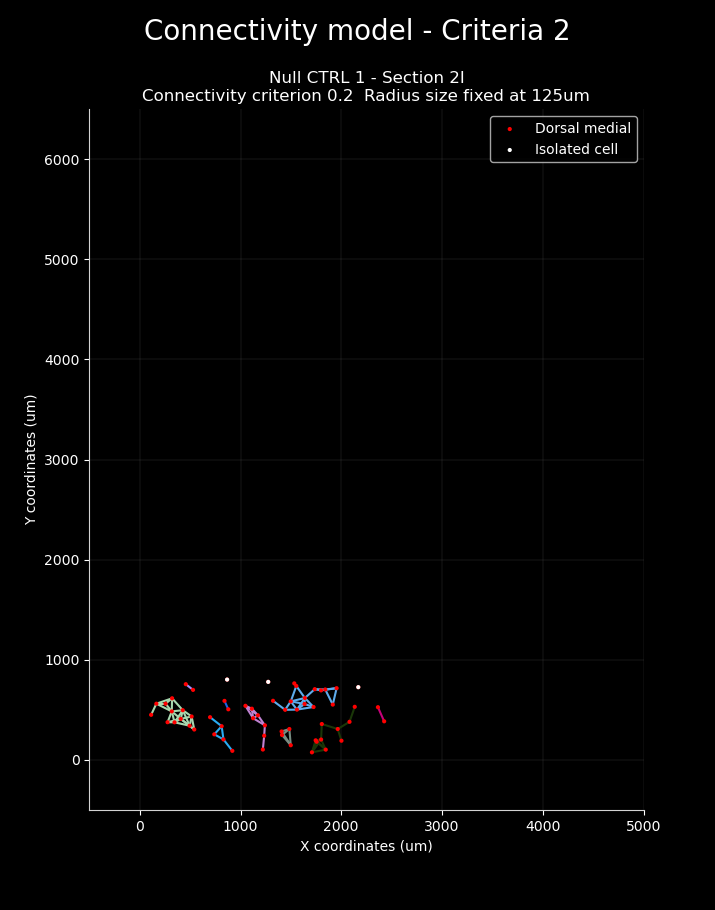 Connectivity model - Criteria 2
Null CTRL 1 - Section 2l
Connectivity criterion 0.2  Radius size fixed at 125um
Dorsal medial
Isolated cell
6000
5000
4000
3000
2000
1000
0
Y coordinates (um)
0
1000
2000
3000
4000
5000
X coordinates (um)